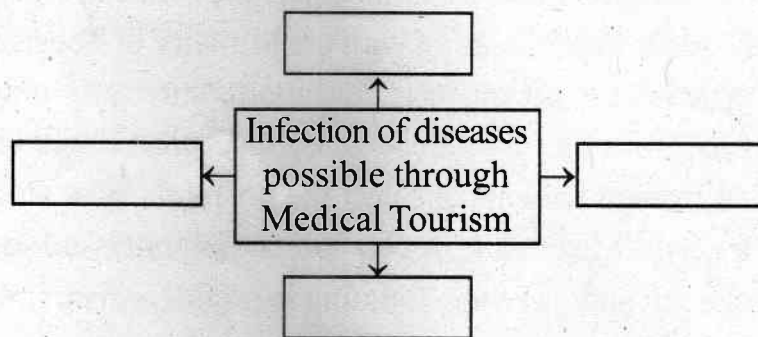 Infection of diseases
possible through
Medical Tourism